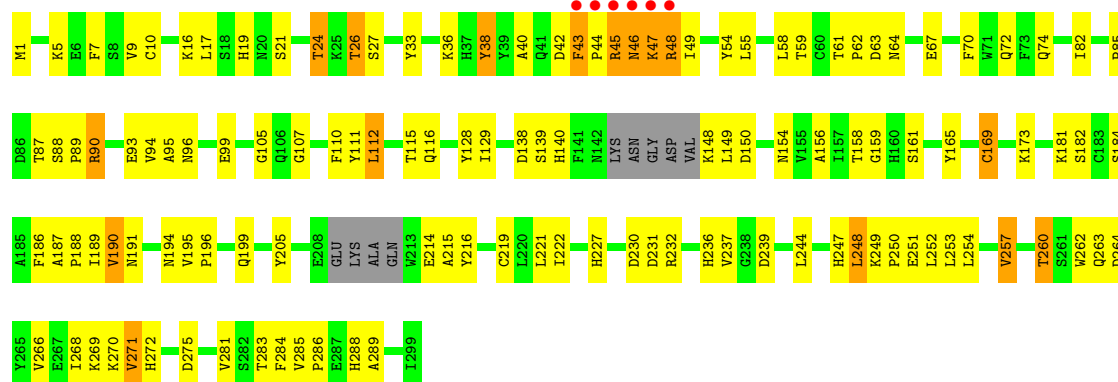 M1 K5 E6 F7 S8 V9 C10 K16 L17 S18 H19 N20 S21 T24 K25 T26 S27 Y33 K36 H37 Y38 Y39 A40 Q41 D42 F43 P44 R45 N46 K47 R48 I49 Y54 L55 L58 T59 C60 T61 P62 D63 N64 E67 F70 W71 Q72 F73 Q74 I82
D86 T87 S88 P89 R90 E93 V94 A95 N96 E99 G105 Q106 G107 F110 Y111 L112 T115 Q116 Y128 I129 D138 S139 H140 F141 N142 LYS ASN GLY ASP VAL K148 L149 D150 N154 V155 A156 I157 T158 G159 H160 S161 Y165 C169 K173 K181 S182 C183
A185 F186 A187 P188 I189 V190 N191 N194 V195 P196 Q199 Y205 E208 GLU LYS ALA GLN W213 E214 A215 Y216 C219 L220 L221 I222 H227 D230 D231 R232 H236 V237 G238 D239 L244 H247 L248 K249 P250 E251 L252 L253 L254 V257 T260 S261 W262 Q263
Y265 V266 E267 I268 K269 K270 V271 H272 D275 V281 S282 T283 F284 V285 P286 E287 H288 A289 I299